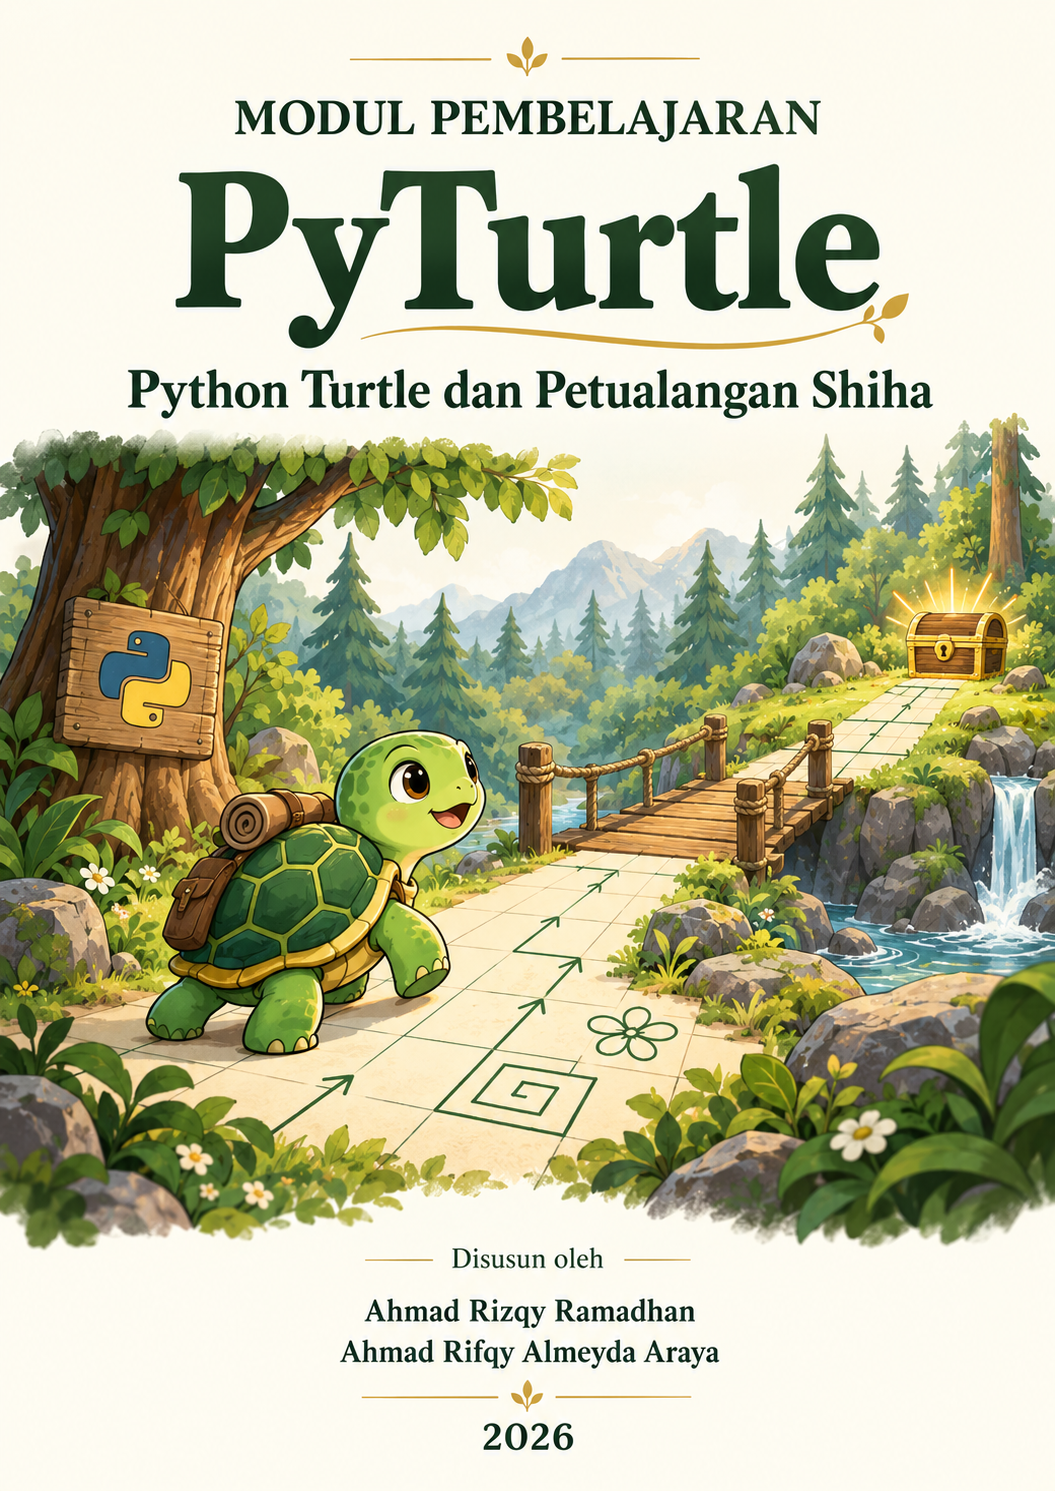 MODUL PEMBELAJARAN
PyTurtle
Python Turtle dan Petualangan Shiha
Disusun oleh
Ahmad Rizqy Ramadhan
Ahmad Rifqy Almeyda Araya
2026